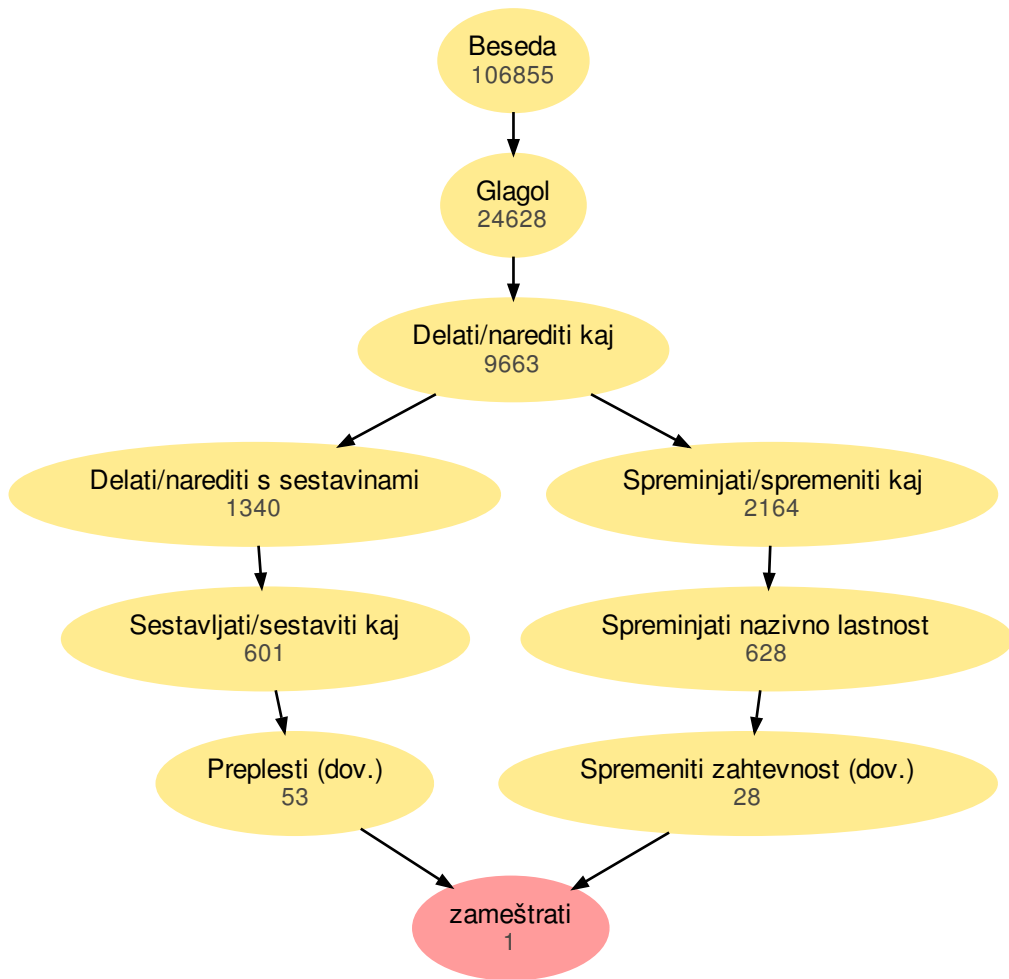 Beseda
106855
Glagol
24628
Delati/narediti kaj
9663
Delati/narediti s sestavinami
1340
Spreminjati/spremeniti kaj
2164
Sestavljati/sestaviti kaj
601
Spreminjati nazivno lastnost
628
Preplesti (dov.)
53
Spremeniti zahtevnost (dov.)
28
zameštrati
1